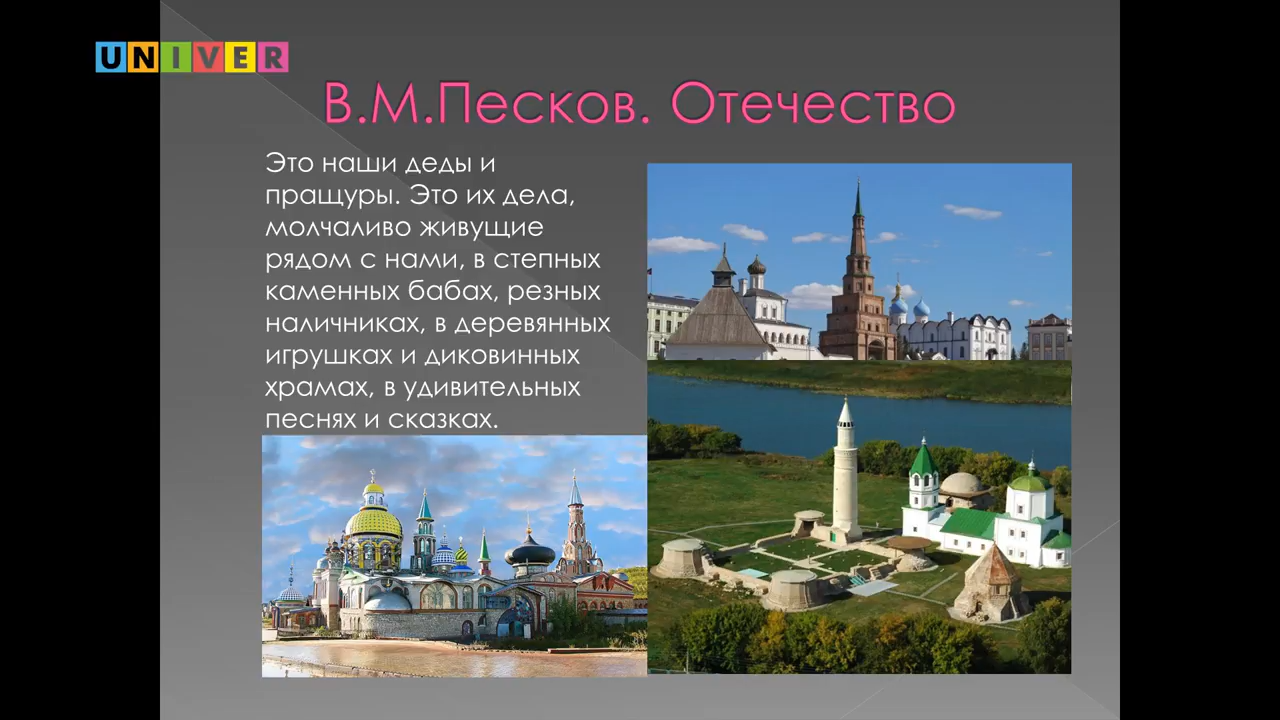 UNIVER
В.М.Песков. Отечество
Это наши деды и
пращуры. Это их дела,
молчаливо живущие
рядом с нами, в степных
каменных бабах, резных
наличниках, в деревянных
игрушках и диковинных
храмах, в удивительных
песнях и сказках.